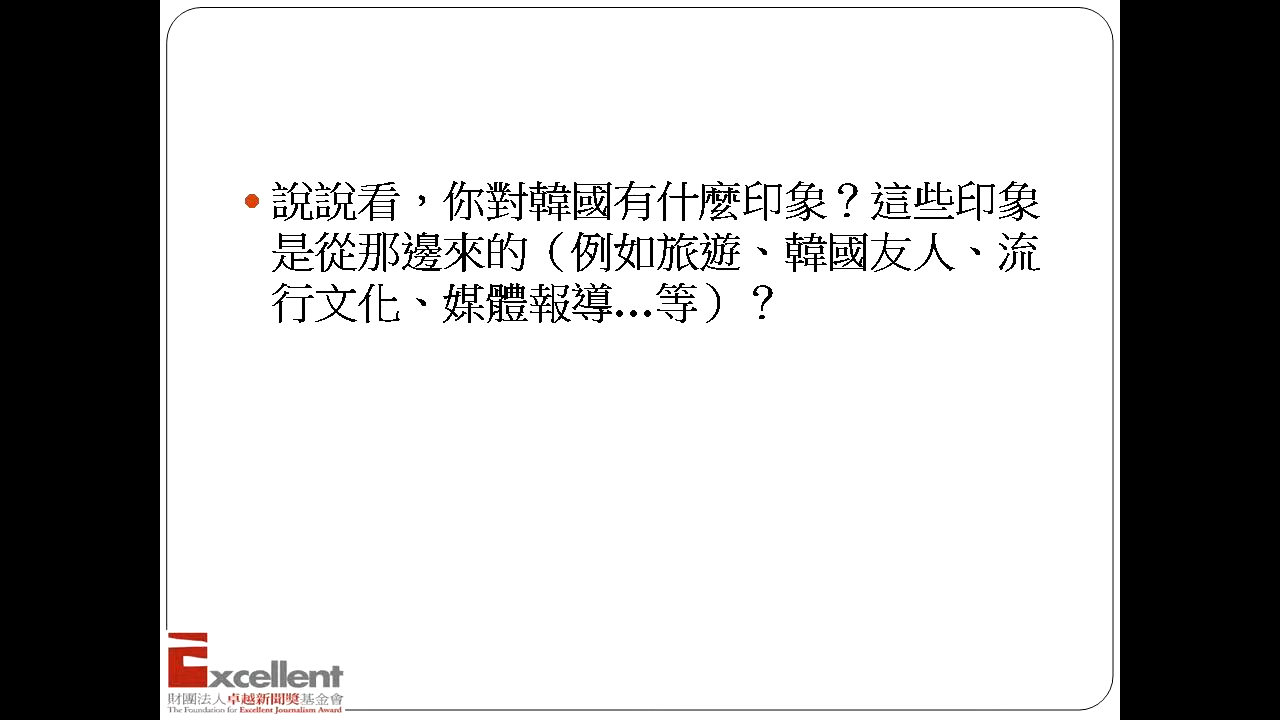 • 說說看，你對韓國有什麼印象？這些印象
是從那邊來的（例如旅遊、韓國友人、流
行文化、媒體報導…等）？
Excellent
財團法人卓越新聞獎基金會
The Foundation for Excellent Journalism Award